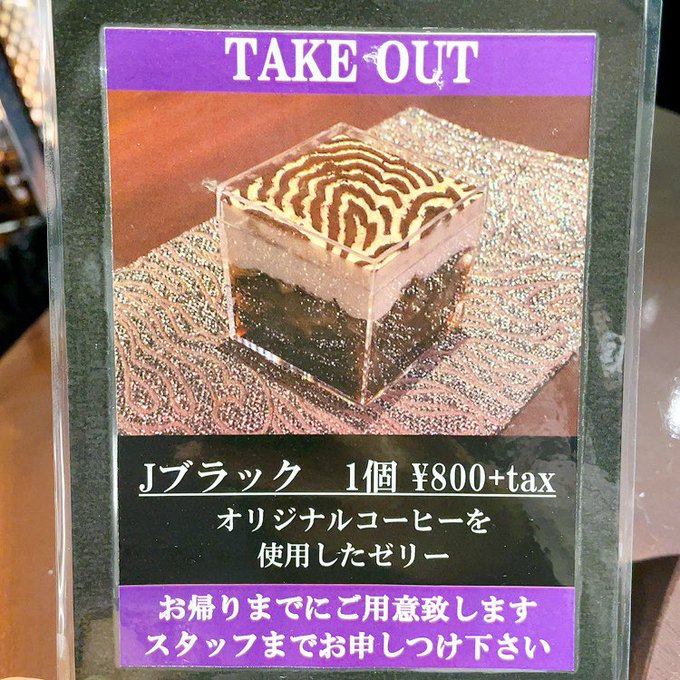 TAKE OUT
Jブラック 1個 ¥800+tax
オリジナルコーヒーを
使用したゼリー
お帰りまでにご用意致します
スタッフまでお申しつけ下さい